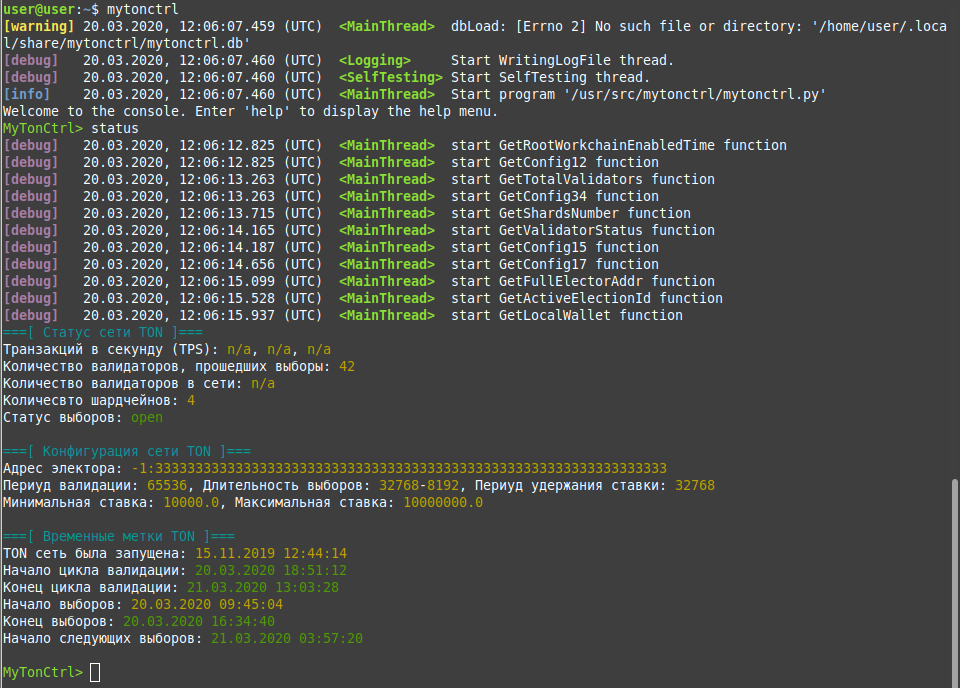 user@user:~$ mytonctrl
[warning] 20.03.2020, 12:06:07.459 (UTC)  <MainThread>  dbLoad: [Errno 2] No such file or directory: '/home/user/.loca
l/share/mytonctrl/mytonctrl.db'
[debug]   20.03.2020, 12:06:07.460 (UTC)  <Logging>     Start WritingLogFile thread.
[debug]   20.03.2020, 12:06:07.460 (UTC)  <SelfTesting> Start SelfTesting thread.
[info]    20.03.2020, 12:06:07.460 (UTC)  <MainThread>  Start program '/usr/src/mytonctrl/mytonctrl.py'
Welcome to the console. Enter 'help' to display the help menu.
MyTonCtrl> status
[debug]   20.03.2020, 12:06:12.825 (UTC)  <MainThread>  start GetRootWorkchainEnabledTime function
[debug]   20.03.2020, 12:06:12.825 (UTC)  <MainThread>  start GetConfig12 function
[debug]   20.03.2020, 12:06:13.263 (UTC)  <MainThread>  start GetTotalValidators function
[debug]   20.03.2020, 12:06:13.263 (UTC)  <MainThread>  start GetConfig34 function
[debug]   20.03.2020, 12:06:13.715 (UTC)  <MainThread>  start GetShardsNumber function
[debug]   20.03.2020, 12:06:14.165 (UTC)  <MainThread>  start GetValidatorStatus function
[debug]   20.03.2020, 12:06:14.187 (UTC)  <MainThread>  start GetConfig15 function
[debug]   20.03.2020, 12:06:14.656 (UTC)  <MainThread>  start GetConfig17 function
[debug]   20.03.2020, 12:06:15.099 (UTC)  <MainThread>  start GetFullElectorAddr function
[debug]   20.03.2020, 12:06:15.528 (UTC)  <MainThread>  start GetActiveElectionId function
[debug]   20.03.2020, 12:06:15.937 (UTC)  <MainThread>  start GetLocalWallet function
===[ Статус сети TON ]===
Транзакций в секунду (TPS): n/a, n/a, n/a
Количество валидаторов, прошедших выборы: 42
Количество валидаторов в сети: n/a
Количесвто шардчейнов: 4
Статус выборов: open
===[ Конфигурация сети TON ]===
Адрес электора: -1:3333333333333333333333333333333333333333333333333333333333333333
Периуд валидации: 65536, Длительность выборов: 32768-8192, Периуд удержания ставки: 32768
Минимальная ставка: 10000.0, Максимальная ставка: 10000000.0
===[ Временные метки TON ]===
TON сеть была запущена: 15.11.2019 12:44:14
Начало цикла валидации: 20.03.2020 18:51:12
Конец цикла валидации: 21.03.2020 13:03:28
Начало выборов: 20.03.2020 09:45:04
Конец выборов: 20.03.2020 16:34:40
Начало следующих выборов: 21.03.2020 03:57:20
MyTonCtrl>